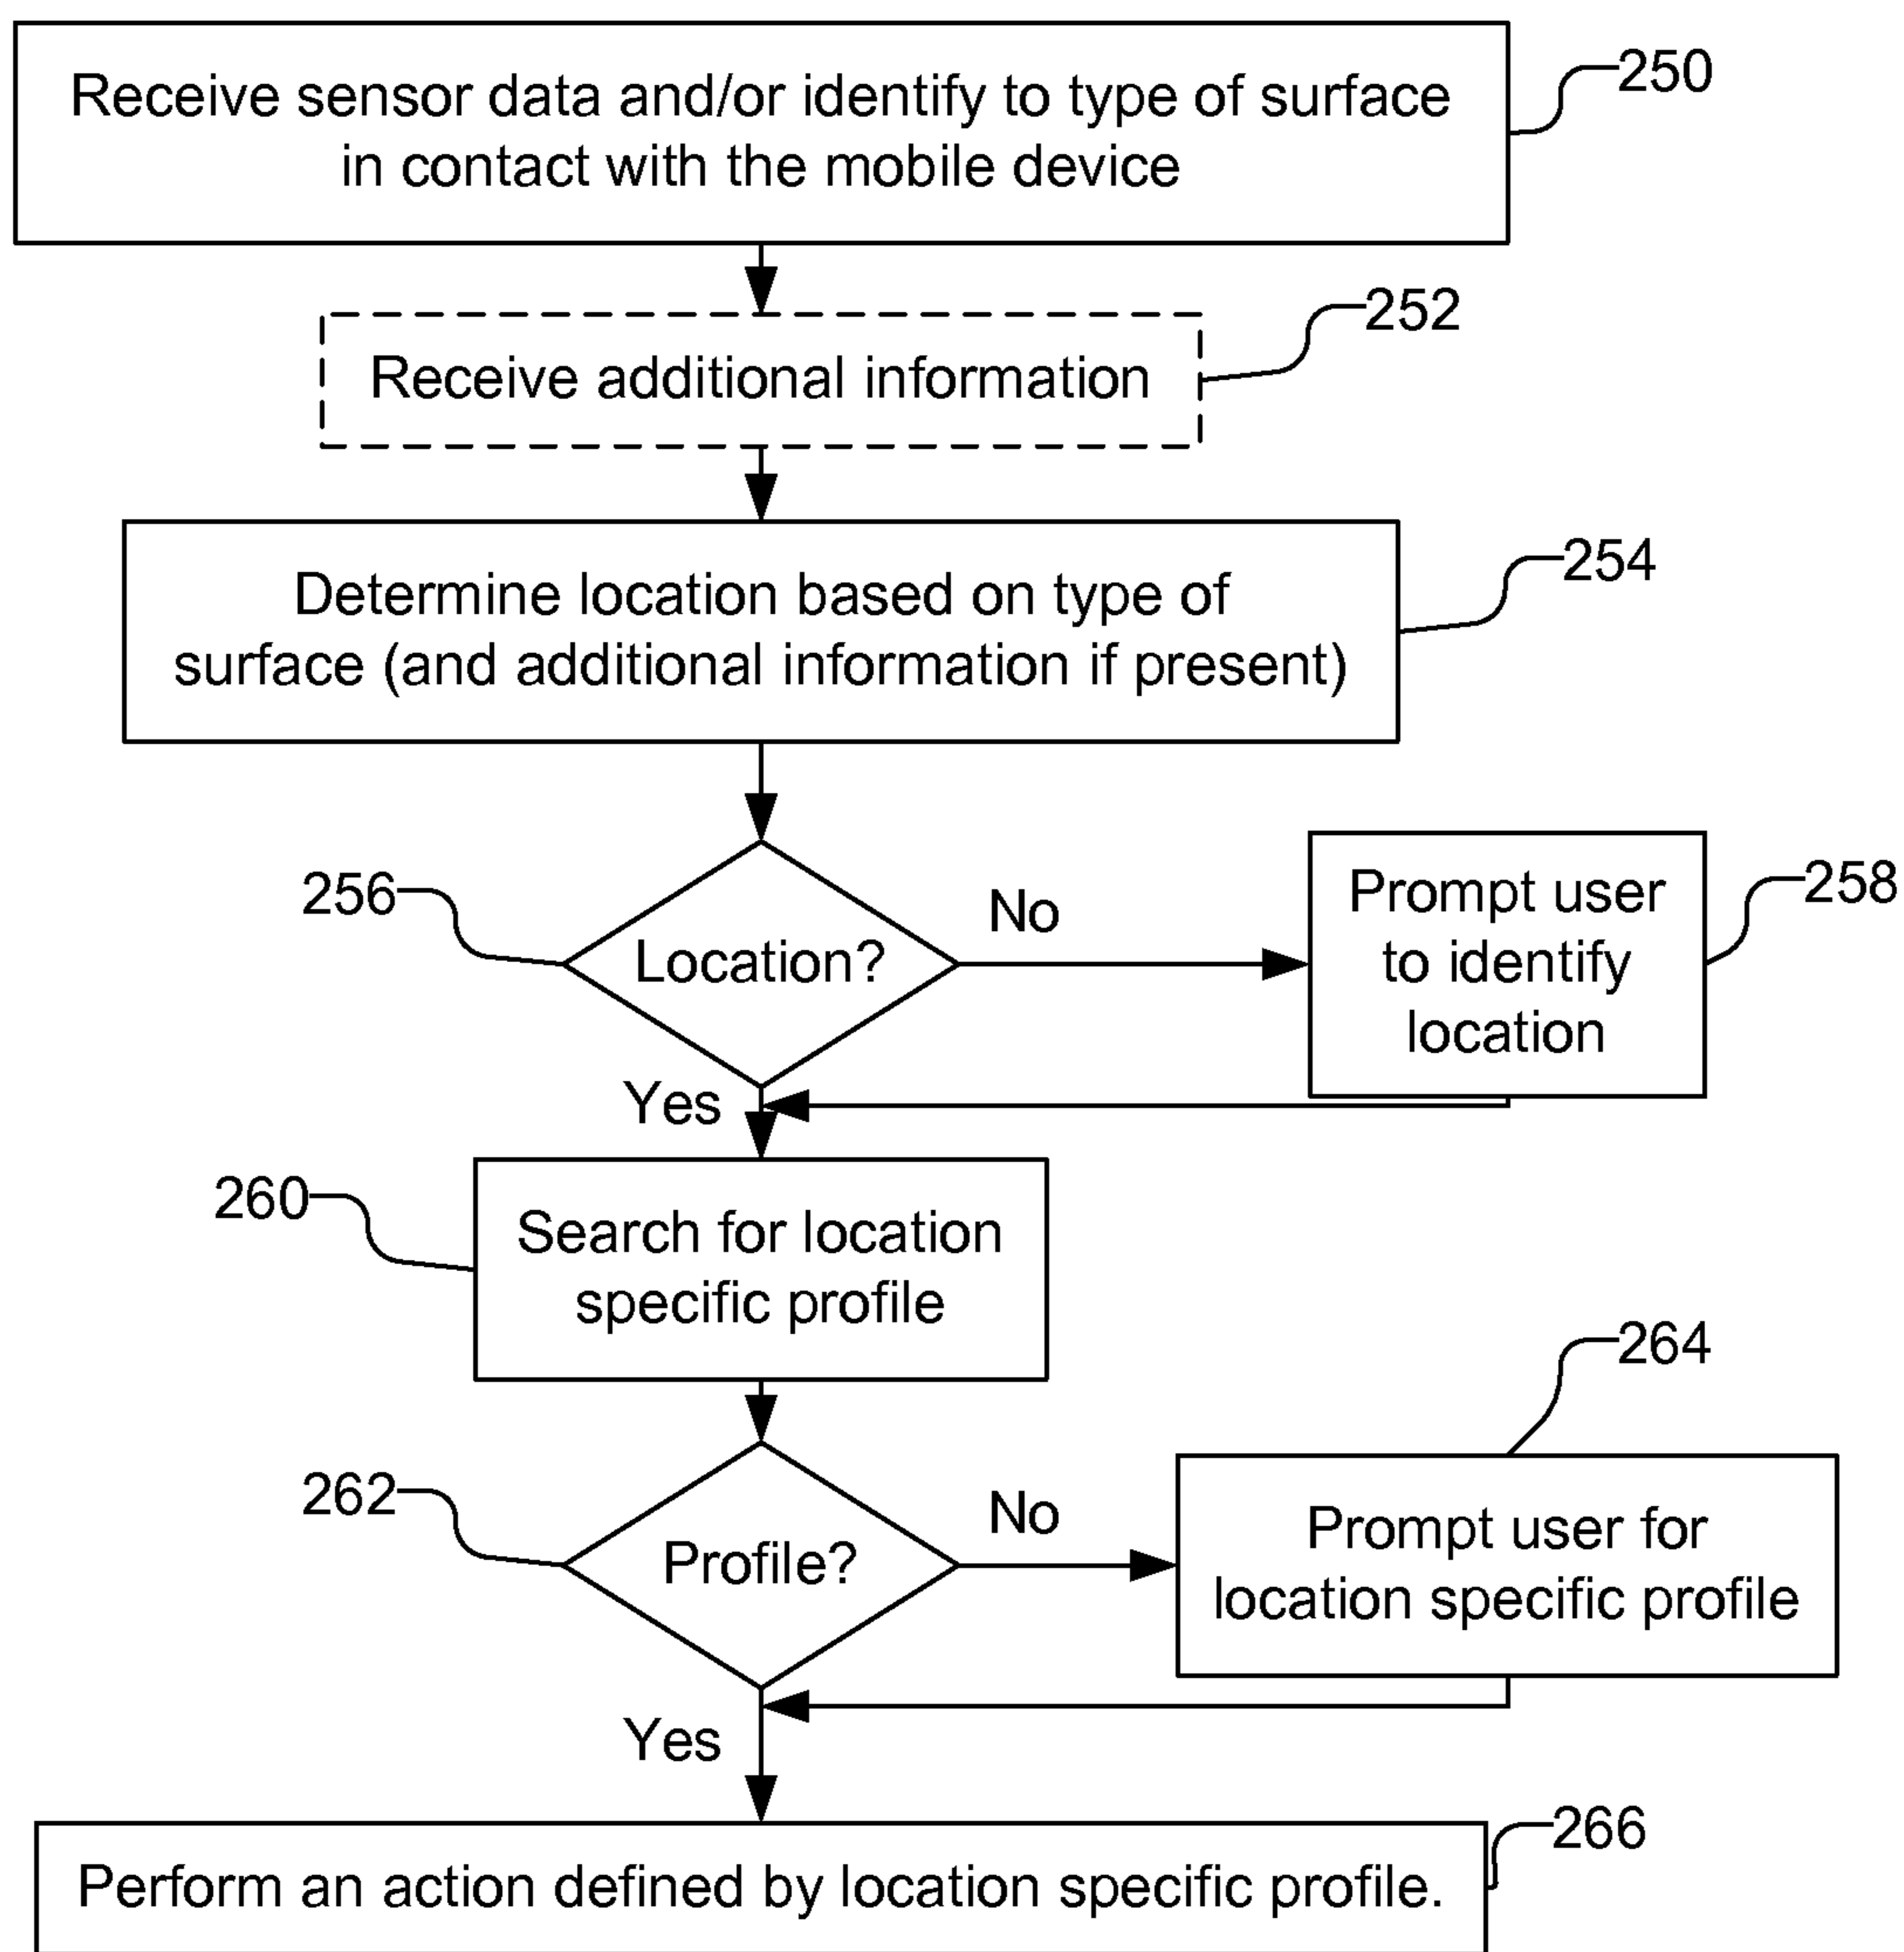 Receive sensor data and/or identify to type of surface
in contact with the mobile device
250
Receive additional information
252
Determine location based on type of
surface (and additional information if present)
254
256
Location?
No
Prompt user
to identify
location
258
Yes
260
Search for location
specific profile
262
Profile?
No
264
Prompt user for
location specific profile
Yes
266
Perform an action defined by location specific profile.